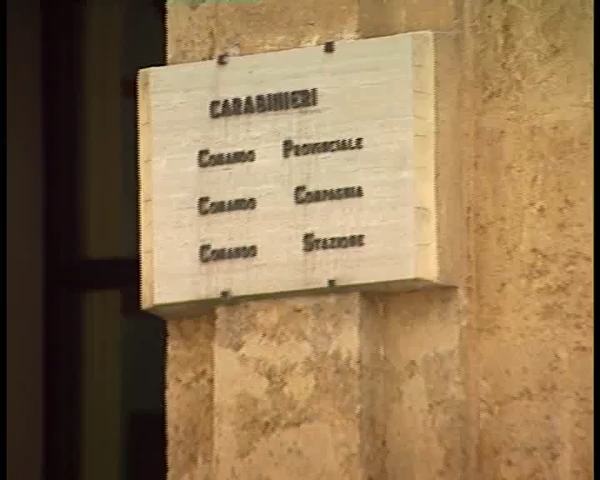 CARABINIERI
COMANDO PROVINCIALE
COMANDO COMPAGNIA
COMANDO STAZIONE